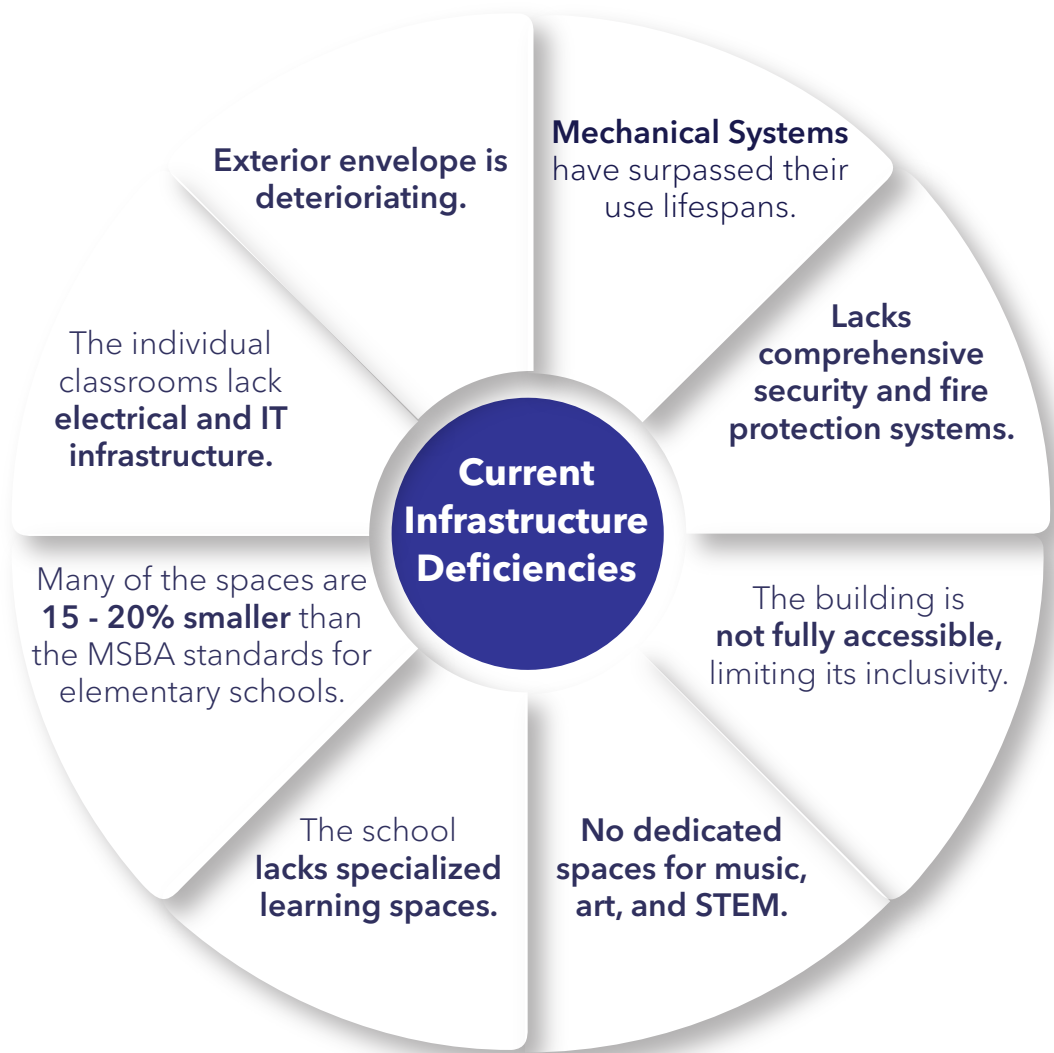 Current
Infrastructure
Deficiencies
Mechanical Systems
have surpassed their
use lifespans.
Lacks
comprehensive
security and fire
protection systems.
The building is
not fully accessible,
limiting its inclusivity.
No dedicated
spaces for music,
art, and STEM.
The school
lacks specialized
learning spaces.
Many of the spaces are
15 - 20% smaller than
the MSBA standards for
elementary schools.
The individual
classrooms lack
electrical and IT
infrastructure.
Exterior envelope is
deterioriating.